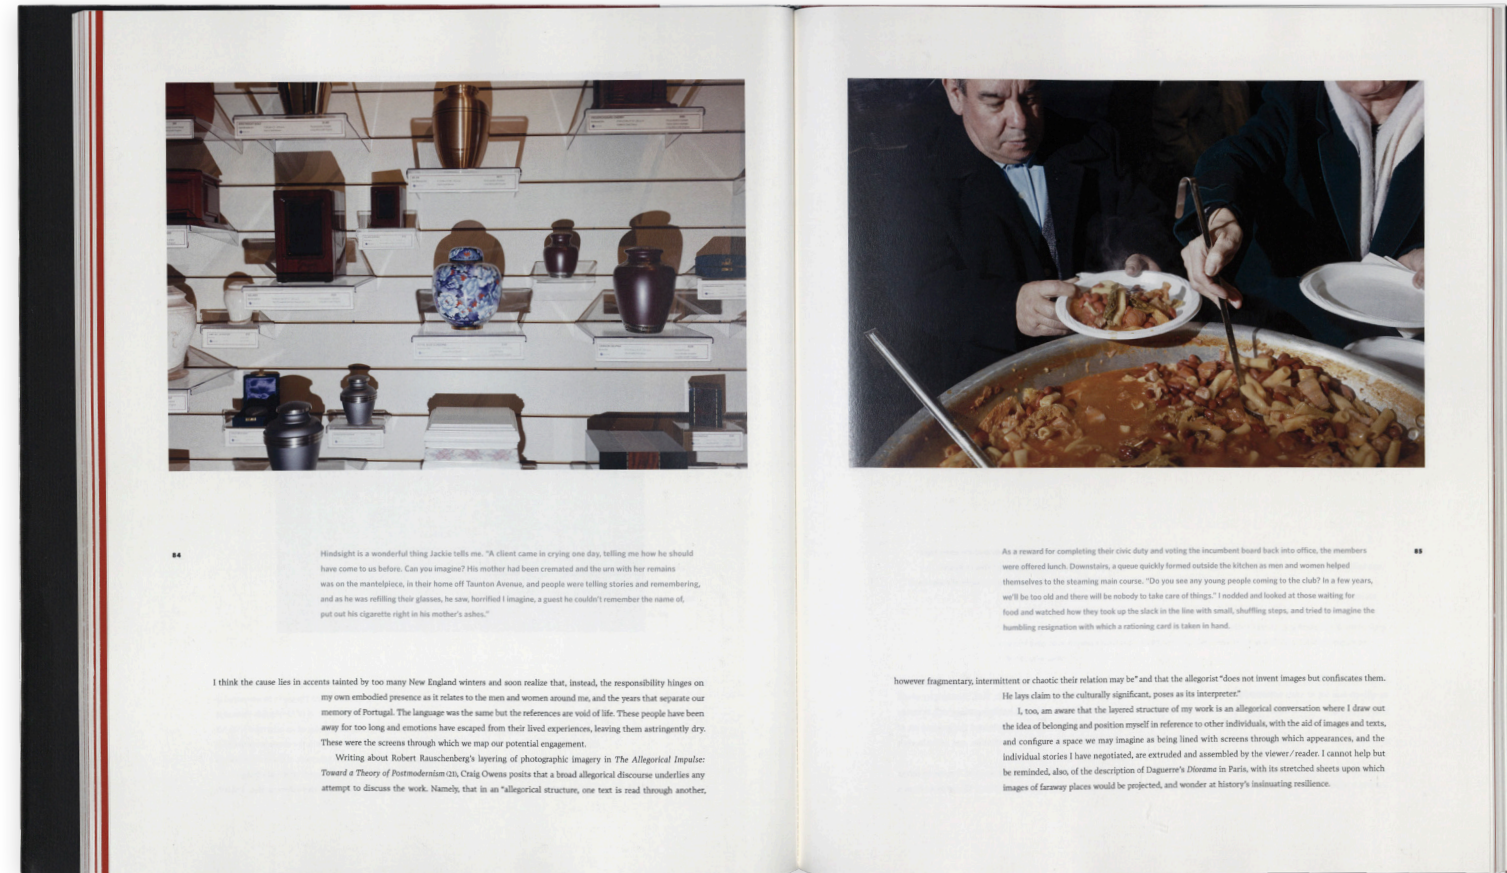 84
Hindsight is a wonderful thing Jackie tells me. "A client came in crying one day, telling me how he should
have come to us before. Can you imagine? His mother had been cremated and the urn with her remains
was on the mantelpiece, in their home off Taunton Avenue, and people were telling stories and remembering,
and as he was refilling their glasses, he saw, horrified I imagine, a guest he couldn't remember the name of,
put out his cigarette right in his mother's ashes."
I think the cause lies in accents tainted by too many New England winters and soon realize that, instead, the responsibility hinges on
my own embodied presence as it relates to the men and women around me, and the years that separate our
memory of Portugal. The language was the same but the references are void of life. These people have been
away for too long and emotions have escaped from their lived experiences, leaving them astringently dry.
These were the screens through which we map our potential engagement.
Writing about Robert Rauschenberg's layering of photographic imagery in The Allegorical Impulse:
Toward a Theory of Postmodernism (21), Craig Owens posits that a broad allegorical discourse underlies any
attempt to discuss the work. Namely, that in an "allegorical structure, one text is read through another,
85
As a reward for completing their civic duty and voting the incumbent board back into office, the members
were offered lunch. Downstairs, a queue quickly formed outside the kitchen as men and women helped
themselves to the steaming main course. "Do you see any young people coming to the club? In a few years,
we'll be too old and there will be nobody to take care of things." I nodded and looked at those waiting for
food and watched how they took up the slack in the line with small, shuffling steps, and tried to imagine the
humbling resignation with which a rationing card is taken in hand.
however fragmentary, intermittent or chaotic their relation may be" and that the allegorist "does not invent images but confiscates them.
He lays claim to the culturally significant, poses as its interpreter."
I, too, am aware that the layered structure of my work is an allegorical conversation where I draw out
the idea of belonging and position myself in reference to other individuals, with the aid of images and texts,
and configure a space we may imagine as being lined with screens through which appearances, and the
individual stories I have negotiated, are extruded and assembled by the viewer/reader. I cannot help but
be reminded, also, of the description of Daguerre's Diorama in Paris, with its stretched sheets upon which
images of faraway places would be projected, and wonder at history's insinuating resilience.